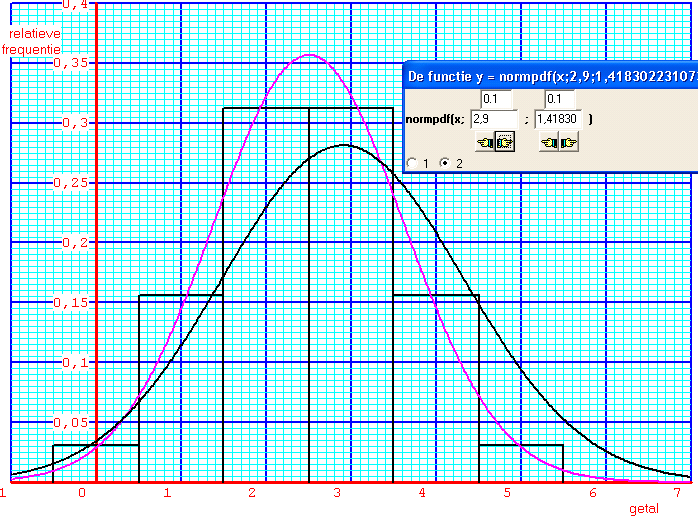 0,4
relatieve
frequentie
0,35
De functie y = normpdf(x;2,9;1,418302231073
0.1 0.1
0,3
normpdf(x; 2,9 ; 1,41830 )
1 2
0,25
0,2
0,15
0,1
0,05
1 0 1 2 3 4 5 6 7
getal